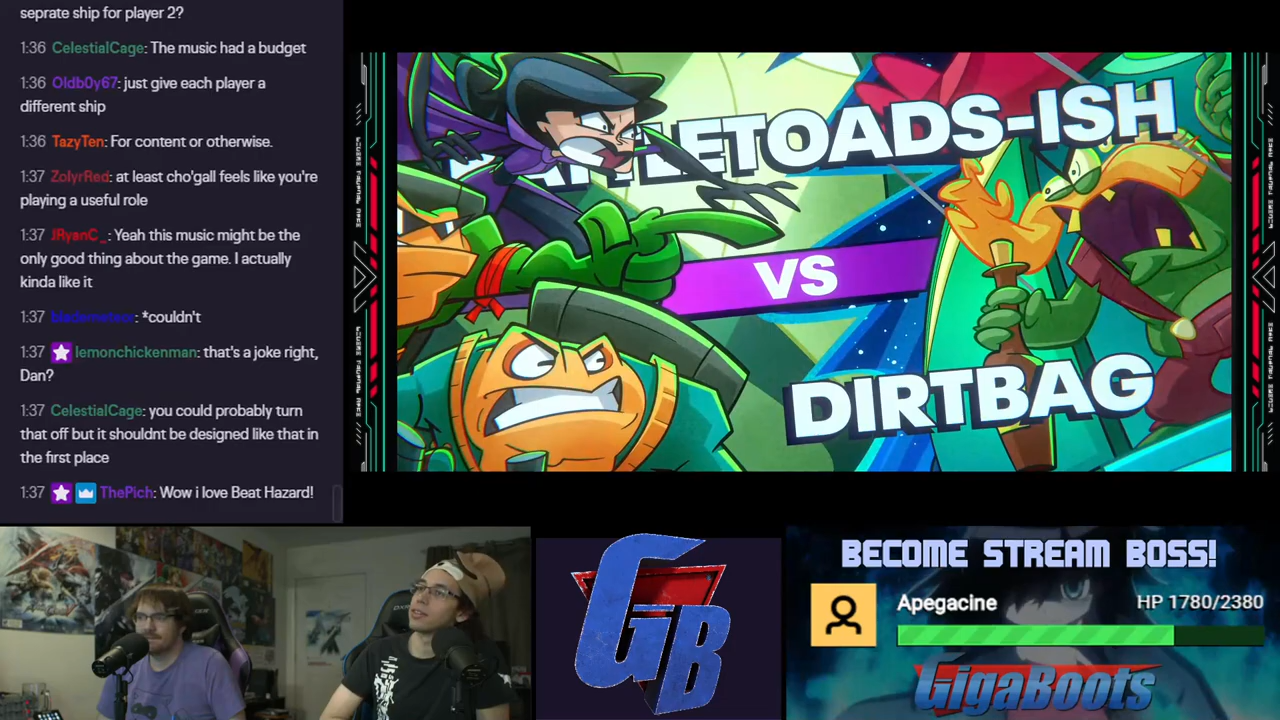 seprate ship for player 2?
1:36 CelestialCage: The music had a budget
1:36 Oldb0y67: just give each player a
different ship
1:36 TazyTen: For content or otherwise.
1:37 ZolyrRed: at least cho'gall feels like you're
playing a useful role
1:37 JRyanC_: Yeah this music might be the
only good thing about the game. I actually
kinda like it
1:37 : *couldn't
1:37 lemonchickenman: that's a joke right,
Dan?
1:37 CelestialCage: you could probably turn
that off but it shouldnt be designed like that in
the first place
1:37 ThePich: Wow i love Beat Hazard!
VS
DIRTBAG
GB
BECOME STREAM BOSS!
Apegacine HP 1780/2380
GIGABOOTS